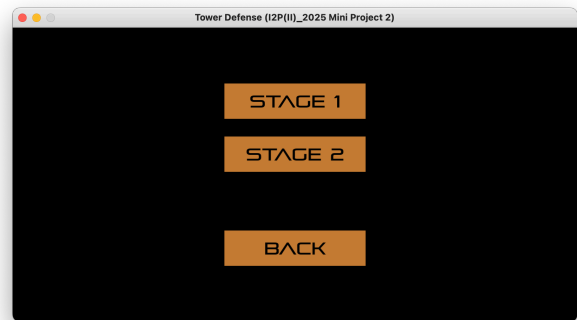 Tower Defense (I2P(II)_2025 Mini Project 2)
STAGE 1
STAGE 2
BACK